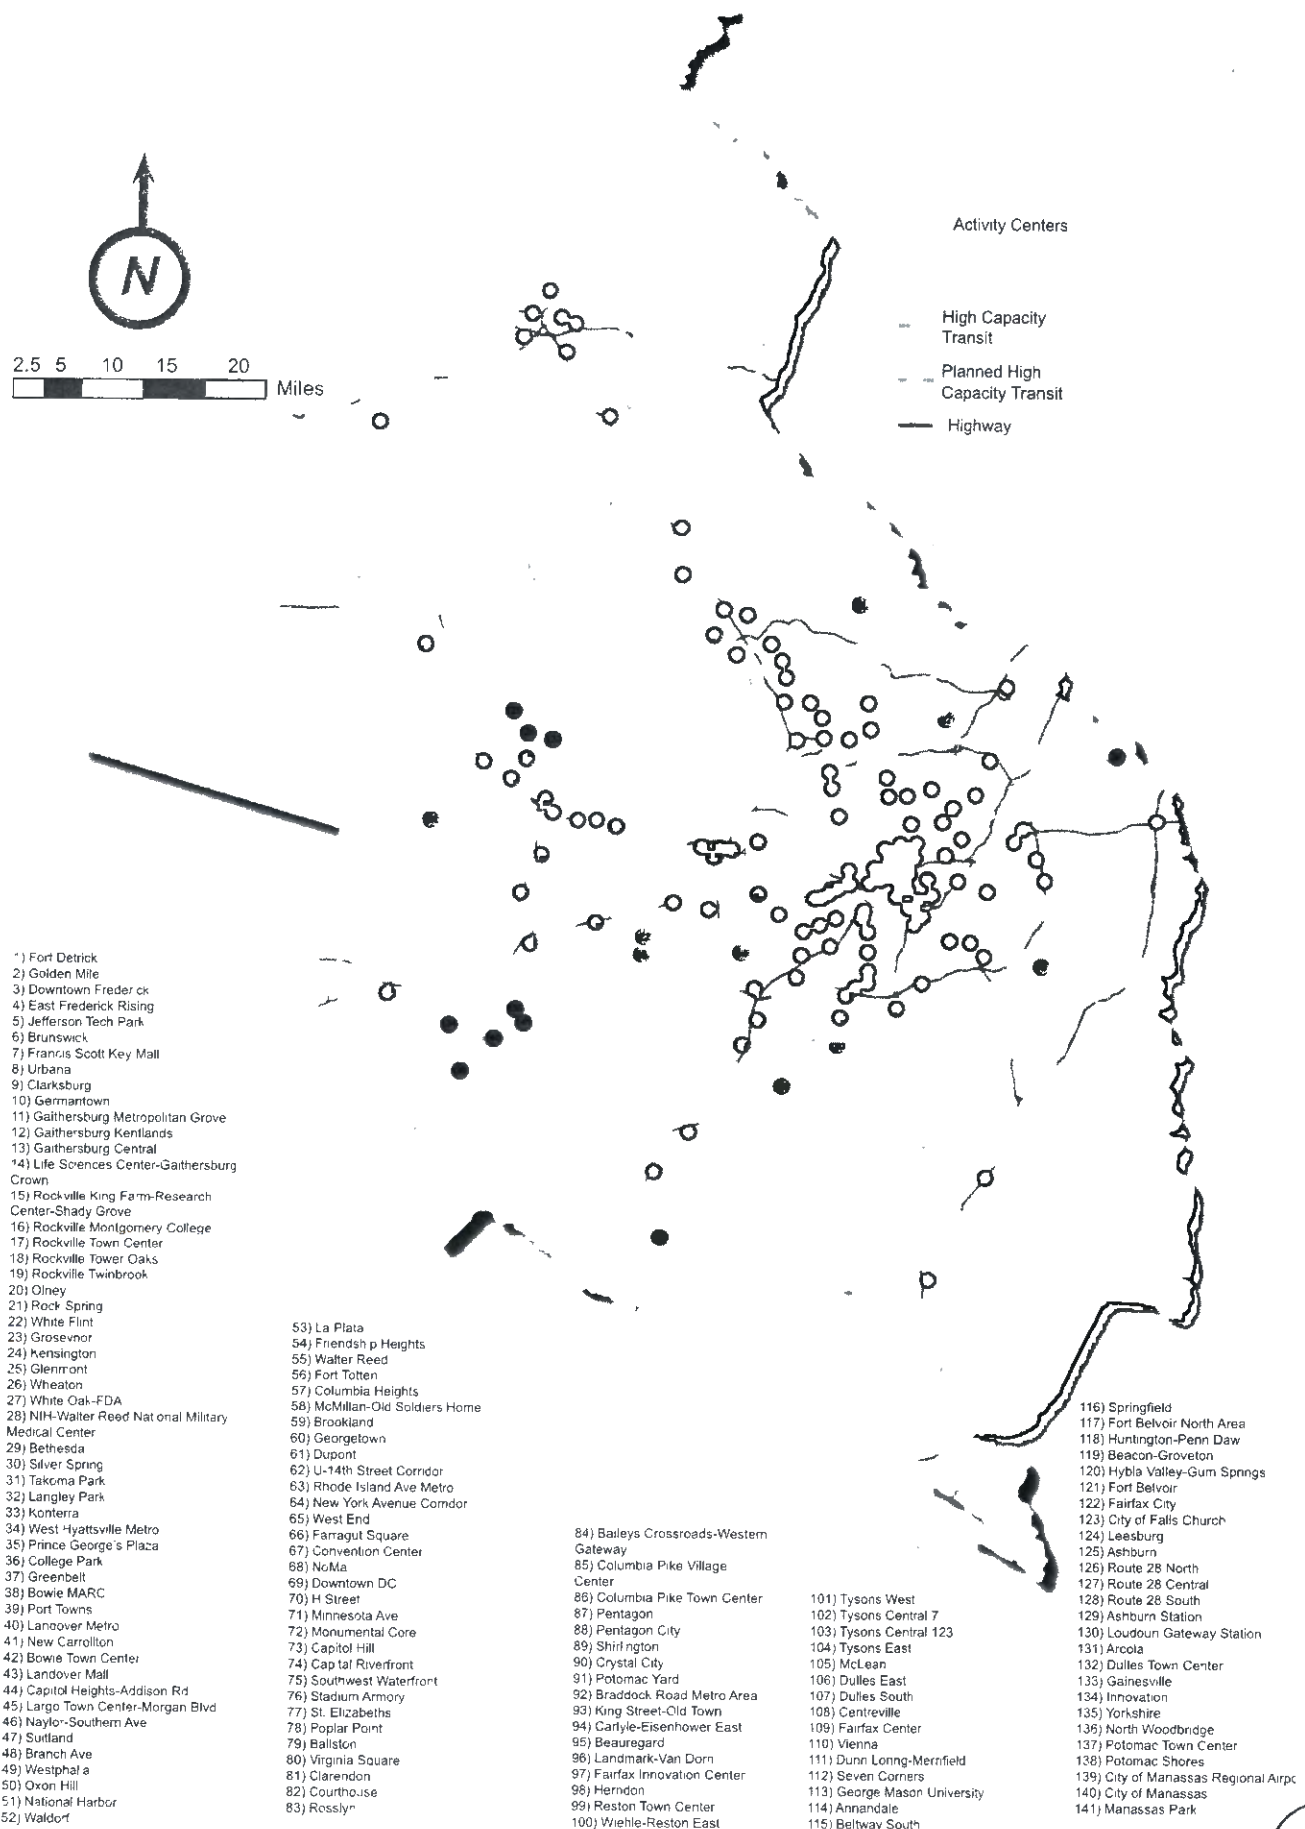 N
2.5 5 10 15 20
Miles
Activity Centers
High Capacity
Transit
Planned High
Capacity Transit
Highway
1) Fort Detrick
2) Golden Mile
3) Downtown Frederick
4) East Frederick Rising
5) Jefferson Tech Park
6) Brunswick
7) Francis Scott Key Mall
8) Urbana
9) Clarksburg
10) Germantown
11) Gaithersburg Metropolitan Grove
12) Gaithersburg Kentlands
13) Gaithersburg Central
14) Life Sciences Center-Gaithersburg
Crown
15) Rockville King Farm-Research
Center-Shady Grove
16) Rockville Montgomery College
17) Rockville Town Center
18) Rockville Tower Oaks
19) Rockville Twinbrook
20) Olney
21) Rock Spring
22) White Flint
23) Grosevnor
24) Kensington
25) Glenmont
26) Wheaton
27) White Oak-FDA
28) NIH-Walter Reed National Military
Medical Center
29) Bethesda
30) Silver Spring
31) Takoma Park
32) Langley Park
33) Konterra
34) West Hyattsville Metro
35) Prince George's Plaza
36) College Park
37) Greenbelt
38) Bowie MARC
39) Port Towns
40) Landover Metro
41) New Carrollton
42) Bowie Town Center
43) Landover Mall
44) Capitol Heights-Addison Rd
45) Largo Town Center-Morgan Blvd
46) Naylor-Southern Ave
47) Suitland
48) Branch Ave
49) Westphalia
50) Oxon Hill
51) National Harbor
52) Waldorf
53) La Plata
54) Friendship Heights
55) Walter Reed
56) Fort Totten
57) Columbia Heights
58) McMillan-Old Soldiers Home
59) Brookland
60) Georgetown
61) Dupont
62) U-14th Street Corridor
63) Rhode Island Ave Metro
64) New York Avenue Corridor
65) West End
66) Farragut Square
67) Convention Center
68) NoMa
69) Downtown DC
70) H Street
71) Minnesota Ave
72) Monumental Core
73) Capitol Hill
74) Capital Riverfront
75) Southwest Waterfront
76) Stadium Armory
77) St. Elizabeths
78) Poplar Point
79) Ballston
80) Virginia Square
81) Clarendon
82) Courthouse
83) Rosslyn
84) Baileys Crossroads-Western
Gateway
85) Columbia Pike Village
Center
86) Columbia Pike Town Center
87) Pentagon
88) Pentagon City
89) Shirlington
90) Crystal City
91) Potomac Yard
92) Braddock Road Metro Area
93) King Street-Old Town
94) Carlyle-Eisenhower East
95) Beauregard
96) Landmark-Van Dorn
97) Fairfax Innovation Center
98) Herndon
99) Reston Town Center
100) Wiehle-Reston East
101) Tysons West
102) Tysons Central 7
103) Tysons Central 123
104) Tysons East
105) McLean
106) Dulles East
107) Dulles South
108) Centreville
109) Fairfax Center
110) Vienna
111) Dunn Loring-Merrifield
112) Seven Corners
113) George Mason University
114) Annandale
115) Beltway South
116) Springfield
117) Fort Belvoir North Area
118) Huntington-Penn Daw
119) Beacon-Groveton
120) Hybla Valley-Gum Springs
121) Fort Belvoir
122) Fairfax City
123) City of Falls Church
124) Leesburg
125) Ashburn
126) Route 28 North
127) Route 28 Central
128) Route 28 South
129) Ashburn Station
130) Loudoun Gateway Station
131) Arcola
132) Dulles Town Center
133) Gainesville
134) Innovation
135) Yorkshire
136) North Woodbridge
137) Potomac Town Center
138) Potomac Shores
139) City of Manassas Regional Airpo
140) City of Manassas
141) Manassas Park